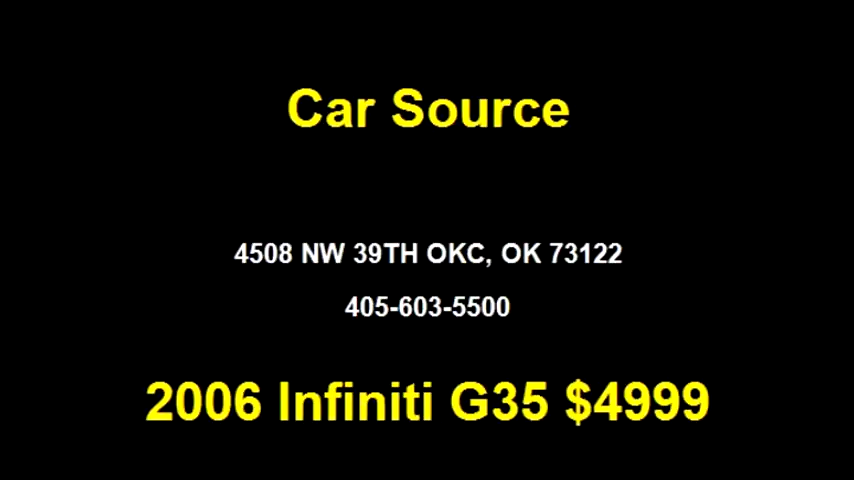 Car Source
4508 NW 39TH OKC, OK 73122
405-603-5500
2006 Infiniti G35 $4999